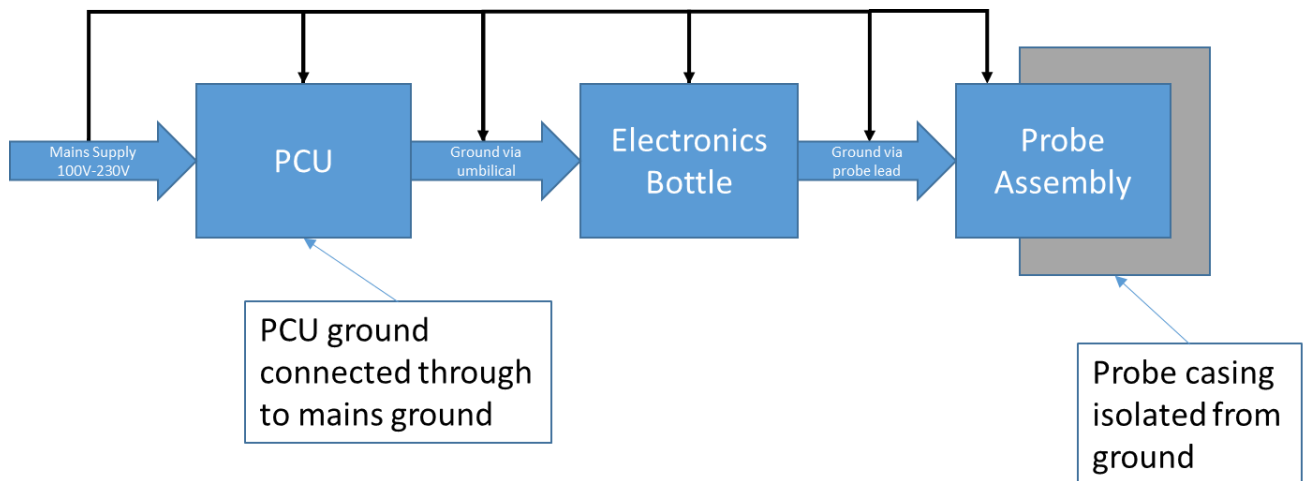 Mains Supply
100V-230V
PCU
Ground via
umbilical
Electronics
Bottle
Ground via
probe lead
Probe
Assembly
PCU ground
connected through
to mains ground
Probe casing
isolated from
ground